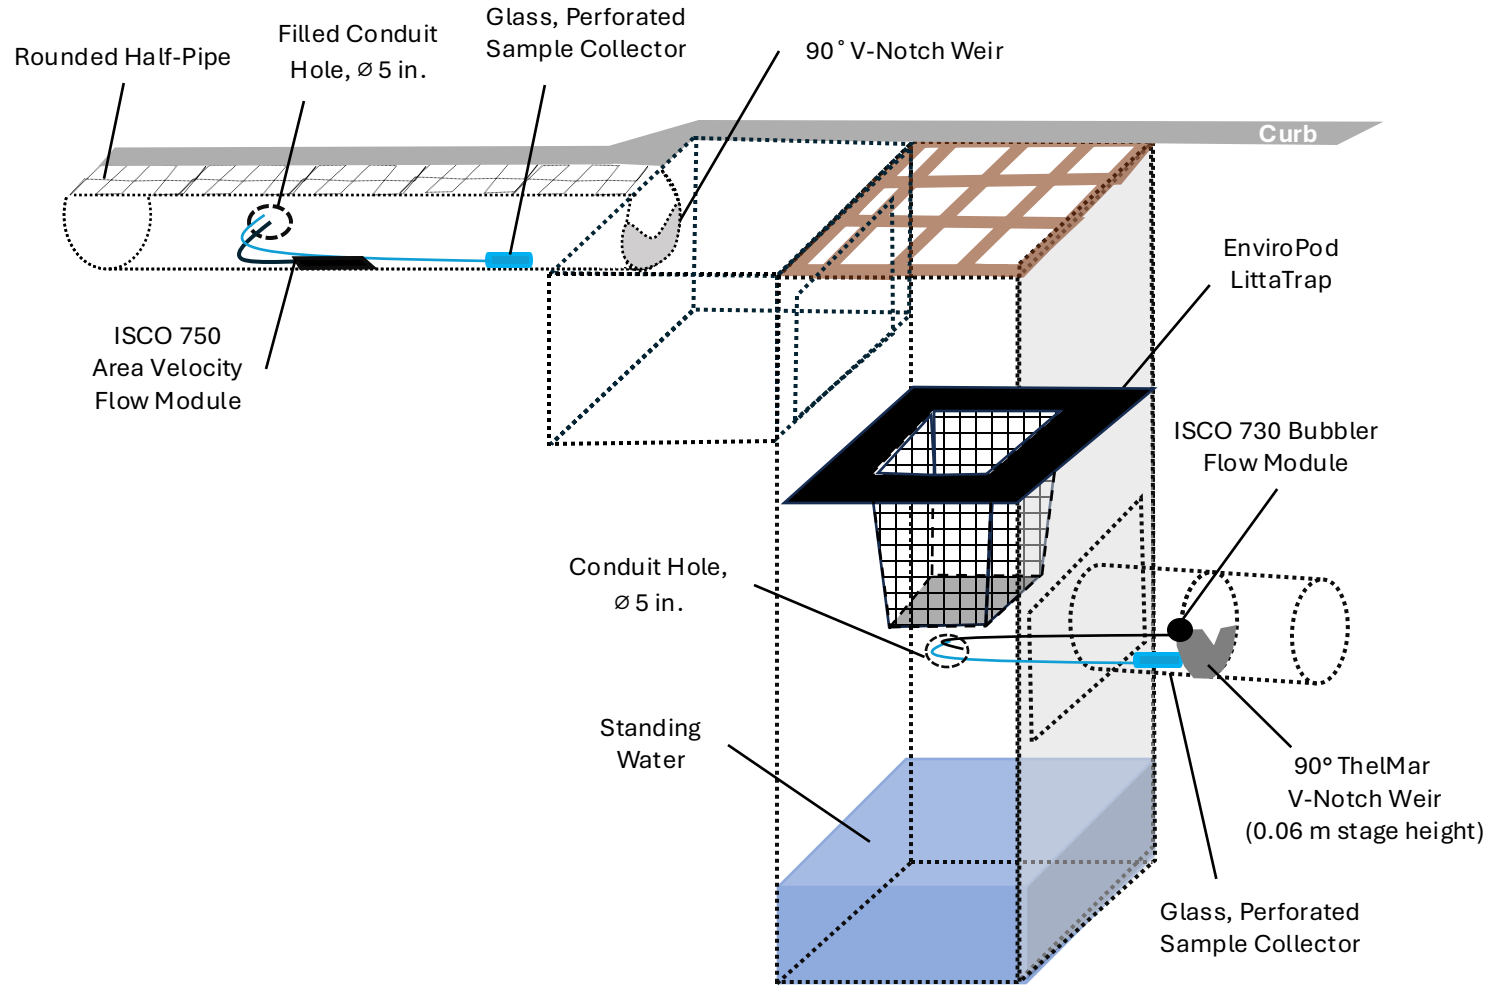 Rounded Half-Pipe
Filled Conduit
Hole, ∅ 5 in.
Glass, Perforated
Sample Collector
90˚ V-Notch Weir
Curb
EnviroPod
LittaTrap
ISCO 750
Area Velocity
Flow Module
ISCO 730 Bubbler
Flow Module
Conduit Hole,
∅ 5 in.
Standing
Water
90° ThelMar
V-Notch Weir
(0.06 m stage height)
Glass, Perforated
Sample Collector